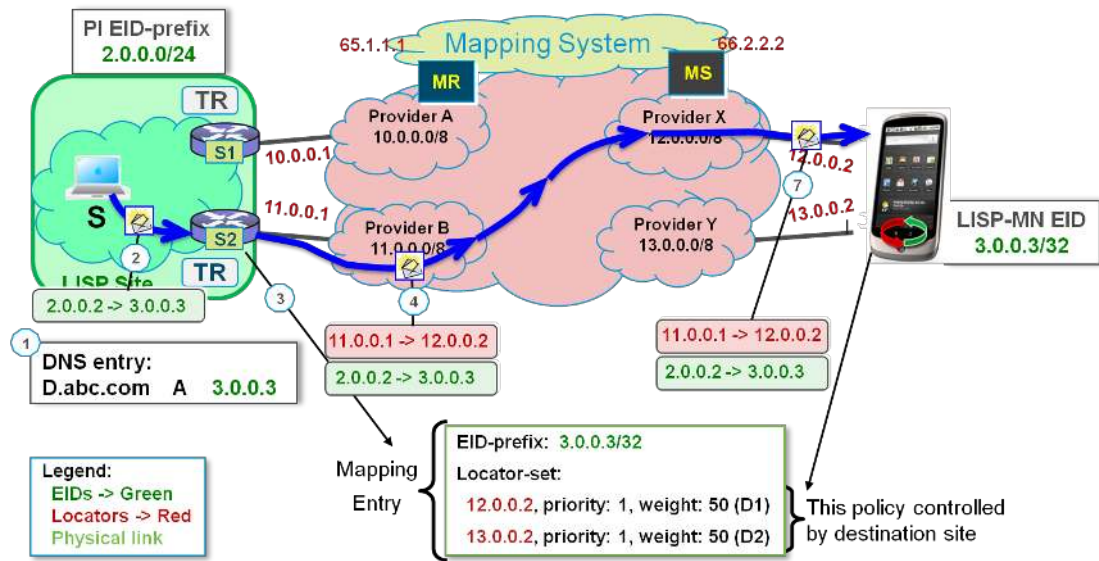 PI EID-prefix
2.0.0.0/24
65.1.1.1
Mapping System
66.2.2.2
MR
MS
TR
S1
10.0.0.1
Provider A
10.0.0.0/8
Provider X
12.0.0.0/8
12.0.0.2
7
S
11.0.0.1
S2
Provider B
11.0.0.0/8
Provider Y
13.0.0.0/8
13.0.0.2
LISP-MN EID
3.0.0.3/32
2
TR
LISP Site
3
4
2.0.0.2 -> 3.0.0.3
11.0.0.1 -> 12.0.0.2
2.0.0.2 -> 3.0.0.3
11.0.0.1 -> 12.0.0.2
2.0.0.2 -> 3.0.0.3
1
DNS entry:
D.abc.com A 3.0.0.3
Legend:
EIDs -> Green
Locators -> Red
Physical link
Mapping
Entry
EID-prefix: 3.0.0.3/32
Locator-set:
12.0.0.2, priority: 1, weight: 50 (D1)
13.0.0.2, priority: 1, weight: 50 (D2)
This policy controlled
by destination site